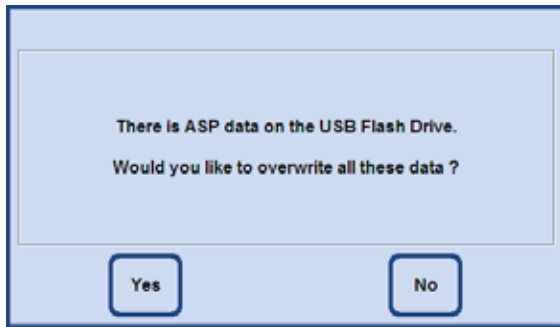 There is ASP data on the USB Flash Drive.
Would you like to overwrite all these data ?
Yes
No